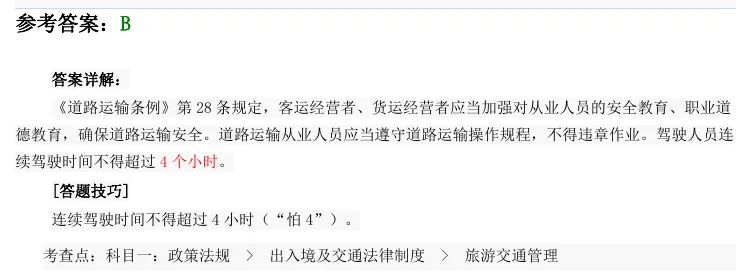 参考答案：B
答案详解：
《道路运输条例》第 28 条规定，客运经营者、货运经营者应当加强对从业人员的安全教育、职业道
德教育，确保道路运输安全。道路运输从业人员应当遵守道路运输操作规程，不得违章作业。驾驶人员连
续驾驶时间不得超过 4 个小时。
[答题技巧]
连续驾驶时间不得超过 4 小时（“怕 4”）。
考查点：科目一：政策法规 > 出入境及交通法律制度 > 旅游交通管理